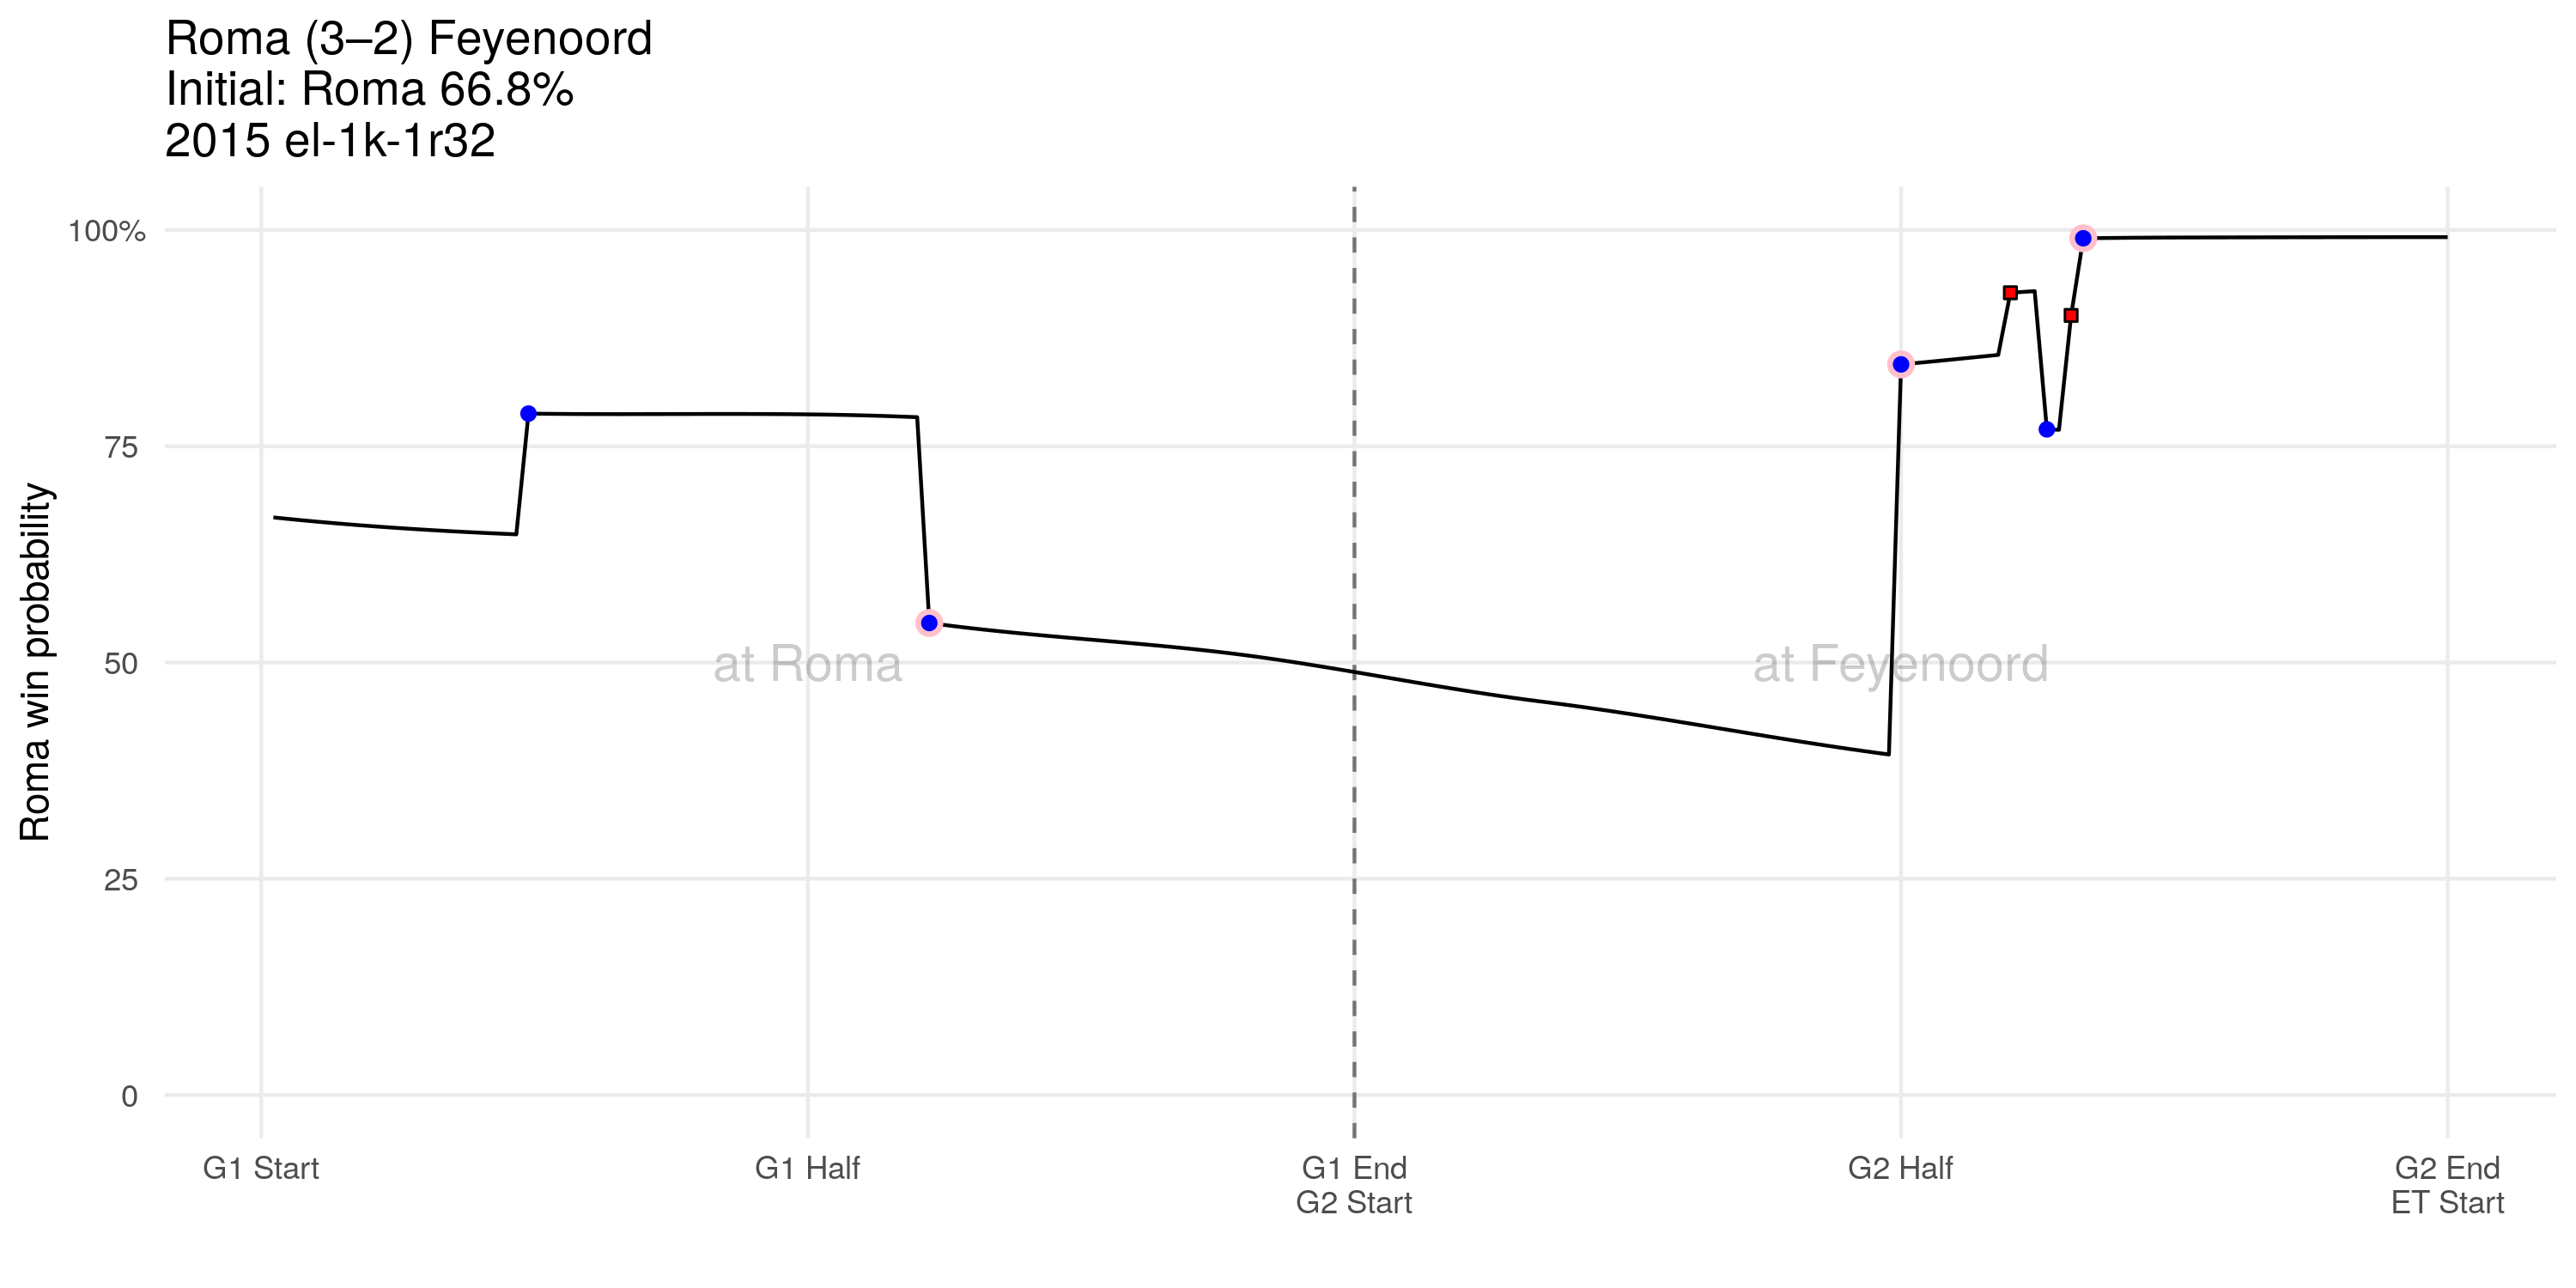 Roma (3–2) Feyenoord
Initial: Roma 66.8%
2015 el-1k-1r32
Roma win probability
100%
75
50
25
0
at Roma
at Feyenoord
G1 Start
G1 Half
G1 End
G2 Start
G2 Half
G2 End
ET Start